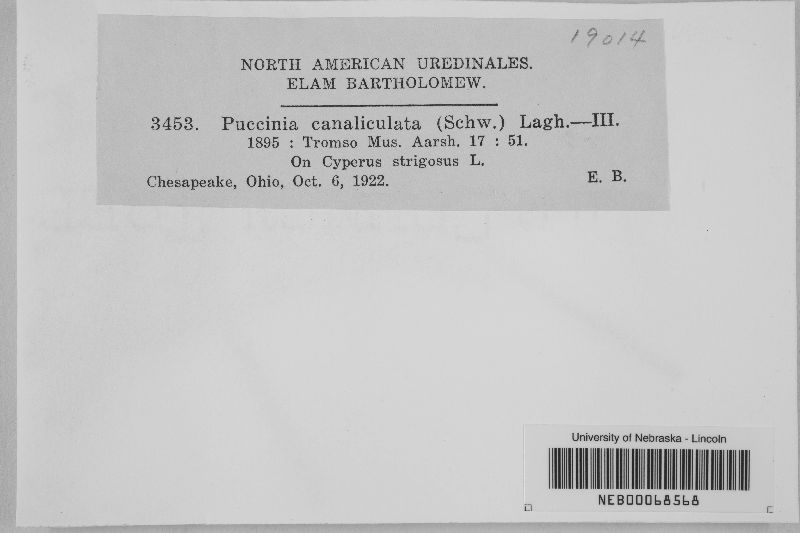 19014
NORTH AMERICAN UREDINALES.
ELAM BARTHOLOMEW.
3453. Puccinia canaliculata (Schw.) Lagh.—III.
1895 : Tromso Mus. Aarsh. 17 : 51.
On Cyperus strigosus L.
Chesapeake, Ohio, Oct. 6, 1922. E. B.
University of Nebraska - Lincoln
NEB00068568